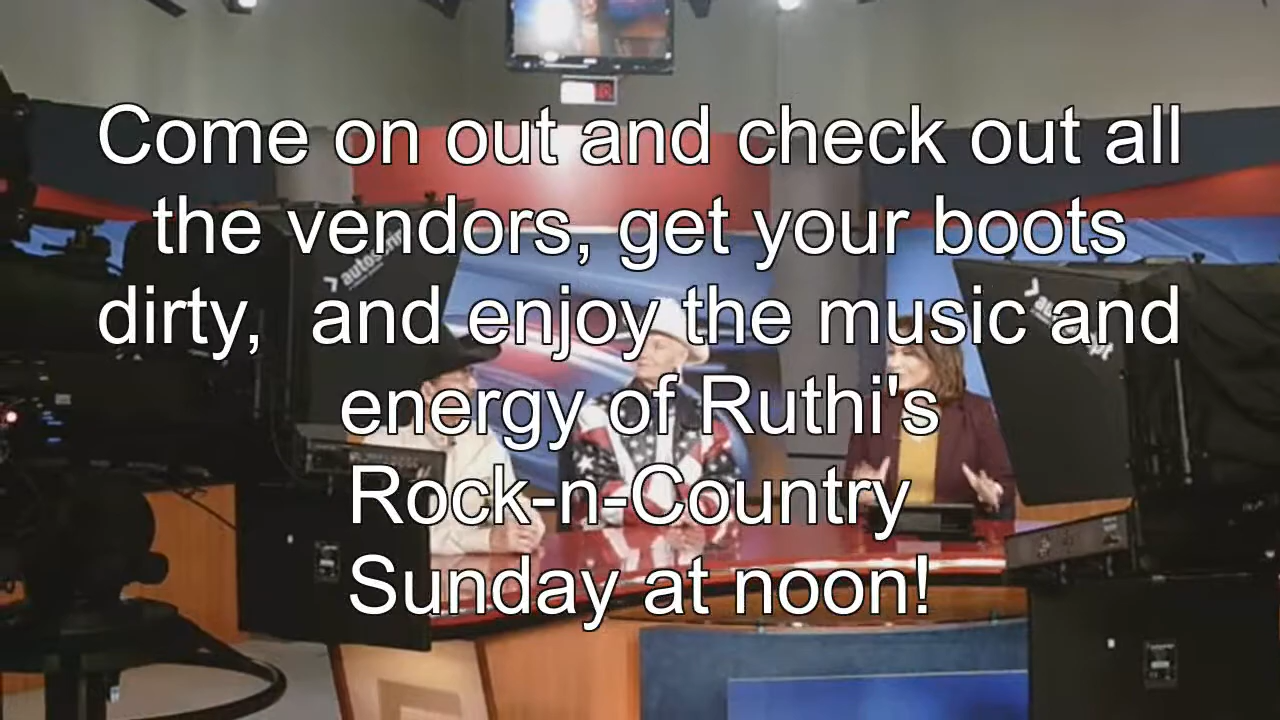 Come on out and check out all
the vendors, get your boots
dirty,  and enjoy the music and
energy of Ruthi's
Rock-n-Country
Sunday at noon!